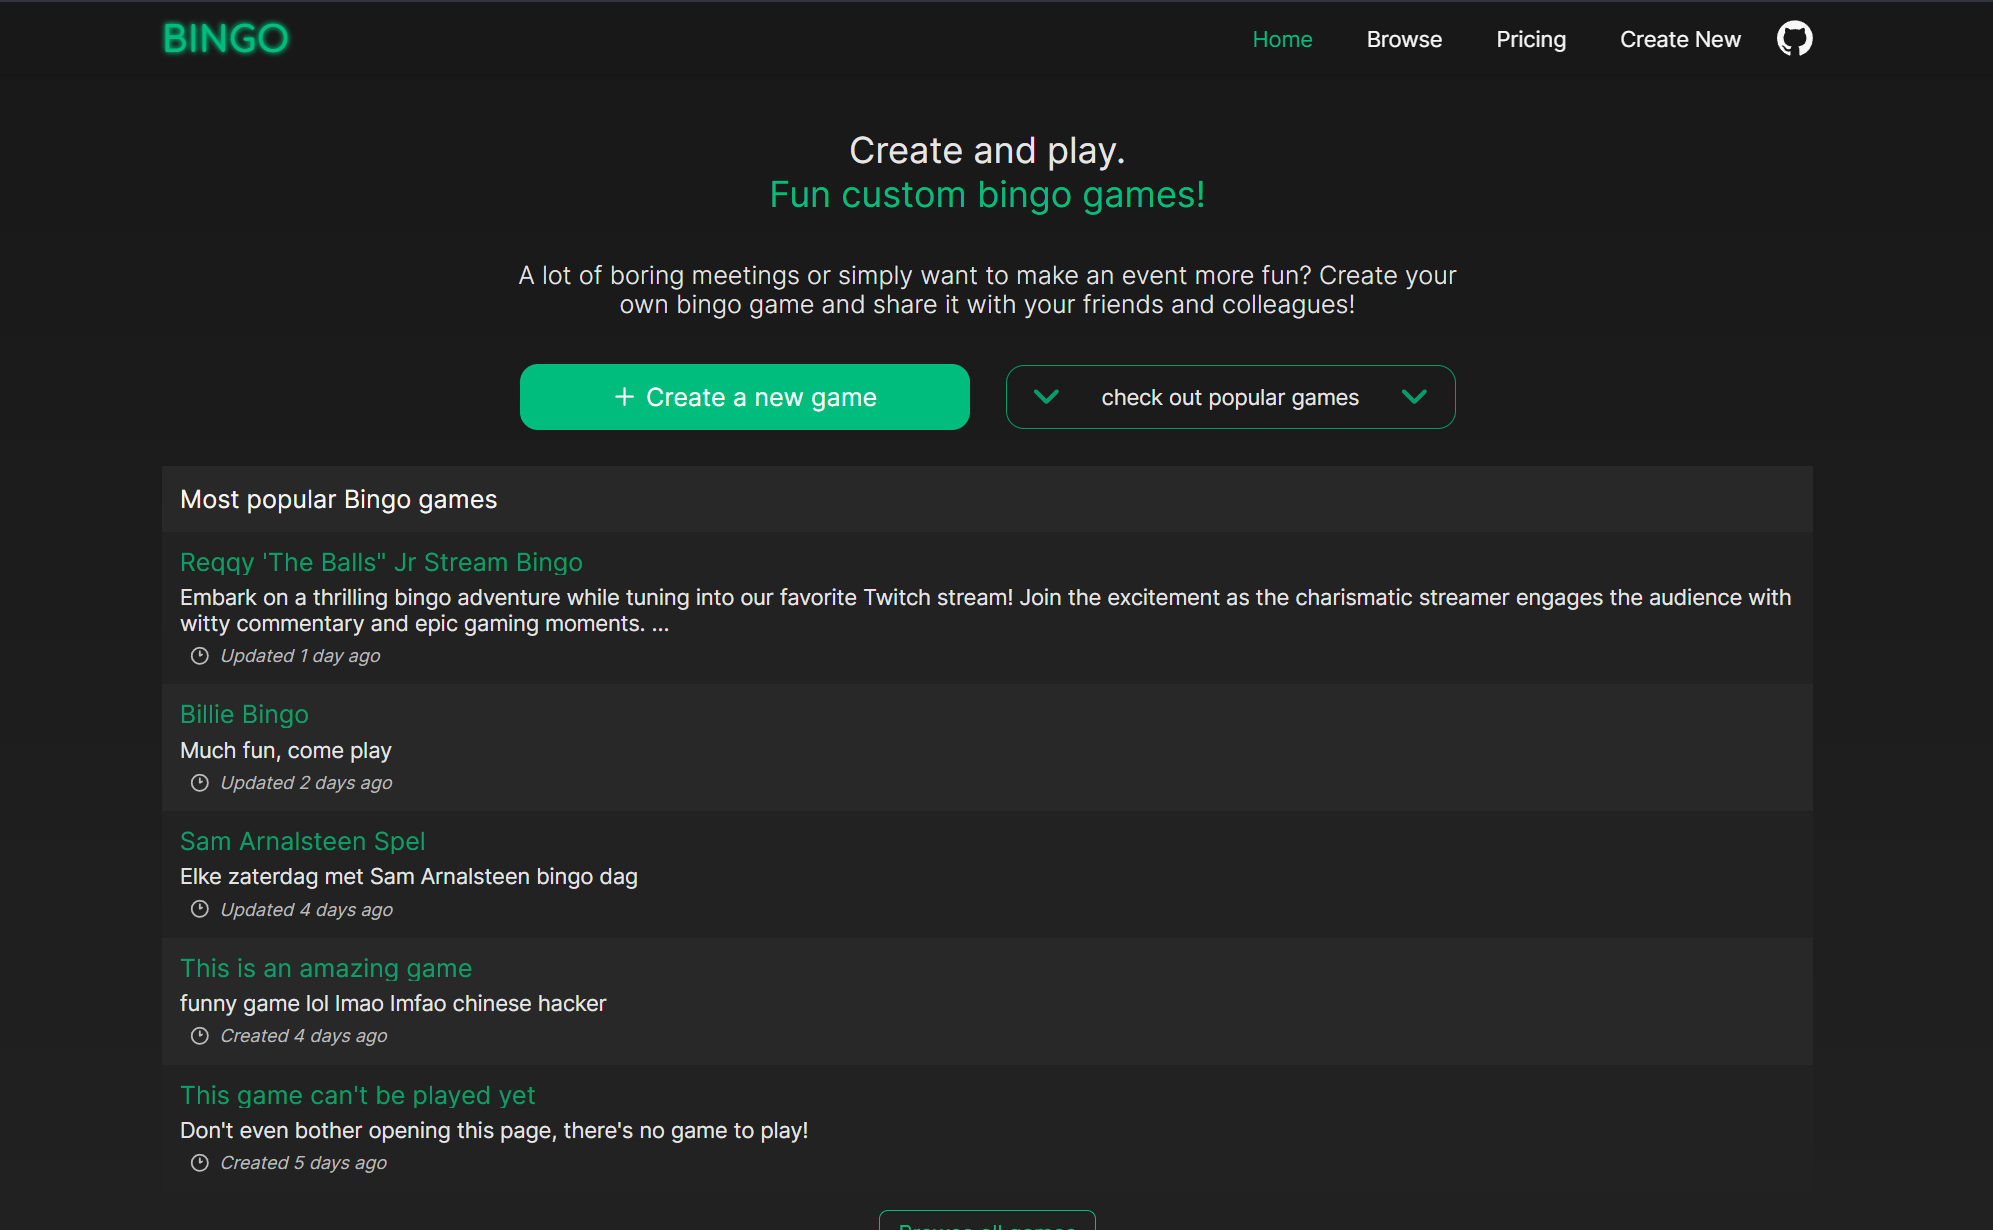 BINGO
Home
Browse
Pricing
Create New
Create and play.
Fun custom bingo games!
A lot of boring meetings or simply want to make an event more fun? Create your
own bingo game and share it with your friends and colleagues!
+ Create a new game
check out popular games
Most popular Bingo games
Reqqy 'The Balls" Jr Stream Bingo
Embark on a thrilling bingo adventure while tuning into our favorite Twitch stream! Join the excitement as the charismatic streamer engages the audience with
witty commentary and epic gaming moments. ...
Updated 1 day ago
Billie Bingo
Much fun, come play
Updated 2 days ago
Sam Arnalsteen Spel
Elke zaterdag met Sam Arnalsteen bingo dag
Updated 4 days ago
This is an amazing game
funny game lol lmao lmfao chinese hacker
Created 4 days ago
This game can't be played yet
Don't even bother opening this page, there's no game to play!
Created 5 days ago
Browse all games